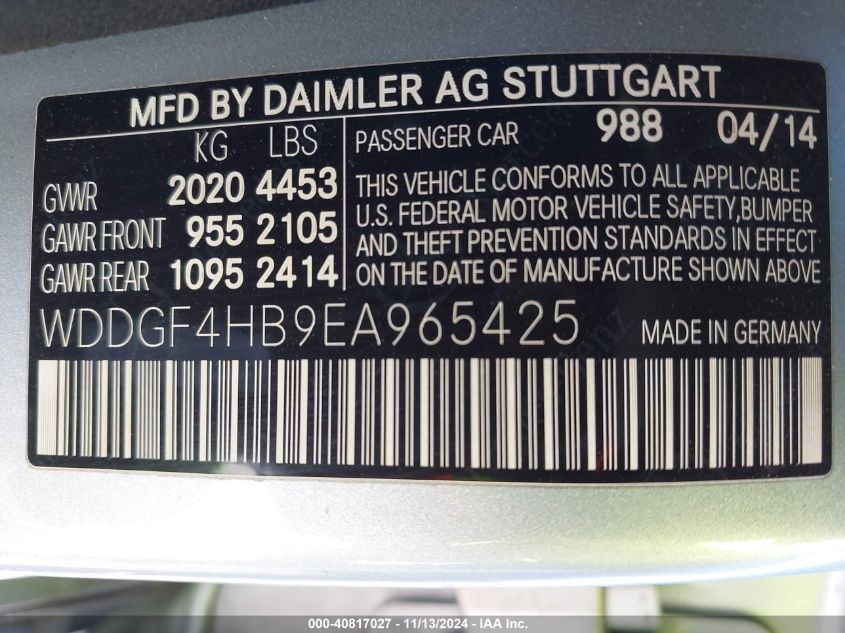 MFD BY DAIMLER AG STUTTGART
KG LBS
GVWR 2020 4453
GAWR FRONT 955 2105
GAWR REAR 1095 2414
PASSENGER CAR 988 04/14
THIS VEHICLE CONFORMS TO ALL APPLICABLE
U.S. FEDERAL MOTOR VEHICLE SAFETY,BUMPER
AND THEFT PREVENTION STANDARDS IN EFFECT
ON THE DATE OF MANUFACTURE SHOWN ABOVE
WDDGF4HB9EA965425 MADE IN GERMANY
000-40817027 - 11/13/2024 - IAA Inc.